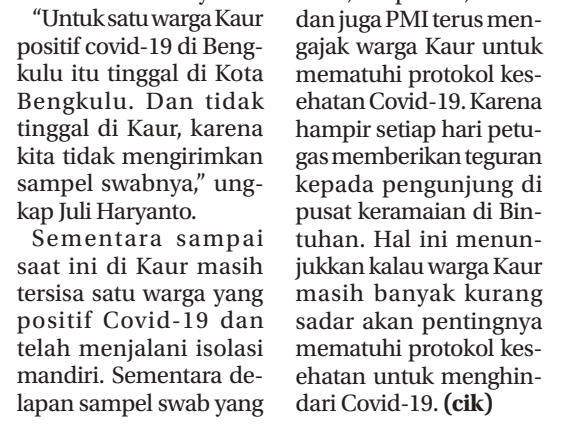 “Untuk satu warga Kaur
positif covid-19 di Beng-
kulu itu tinggal di Kota
Bengkulu. Dan tidak
tinggal di Kaur, karena
kita tidak mengirimkan
sampel swabnya,” ung-
kap Juli Haryanto.
Sementara sampai
saat ini di Kaur masih
tersisa satu warga yang
positif Covid-19 dan
telah menjalani isolasi
mandiri. Sementara de-
lapan sampel swab yang
dan juga PMI terus men-
gajak warga Kaur untuk
mematuhi protokol kes-
ehatan Covid-19. Karena
hampir setiap hari petu-
gas memberikan teguran
kepada pengunjung di
pusat keramaian di Bin-
tuhan. Hal ini menun-
jukkan kalau warga Kaur
masih banyak kurang
sadar akan pentingnya
mematuhi protokol kes-
ehatan untuk menghin-
dari Covid-19. (cik)